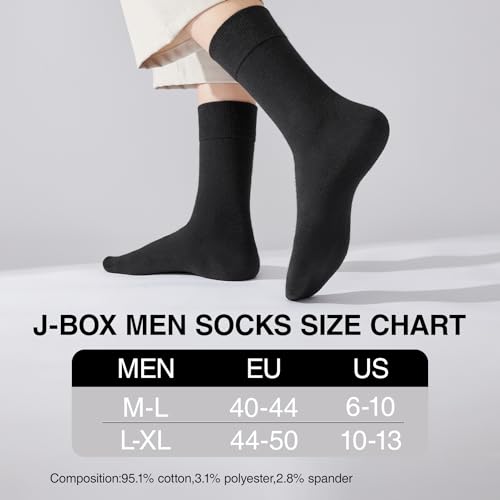 J-BOX MEN SOCKS SIZE CHART
MEN EU US
M-L 40-44 6-10
L-XL 44-50 10-13
Composition:95.1% cotton,3.1% polyester,2.8% spander